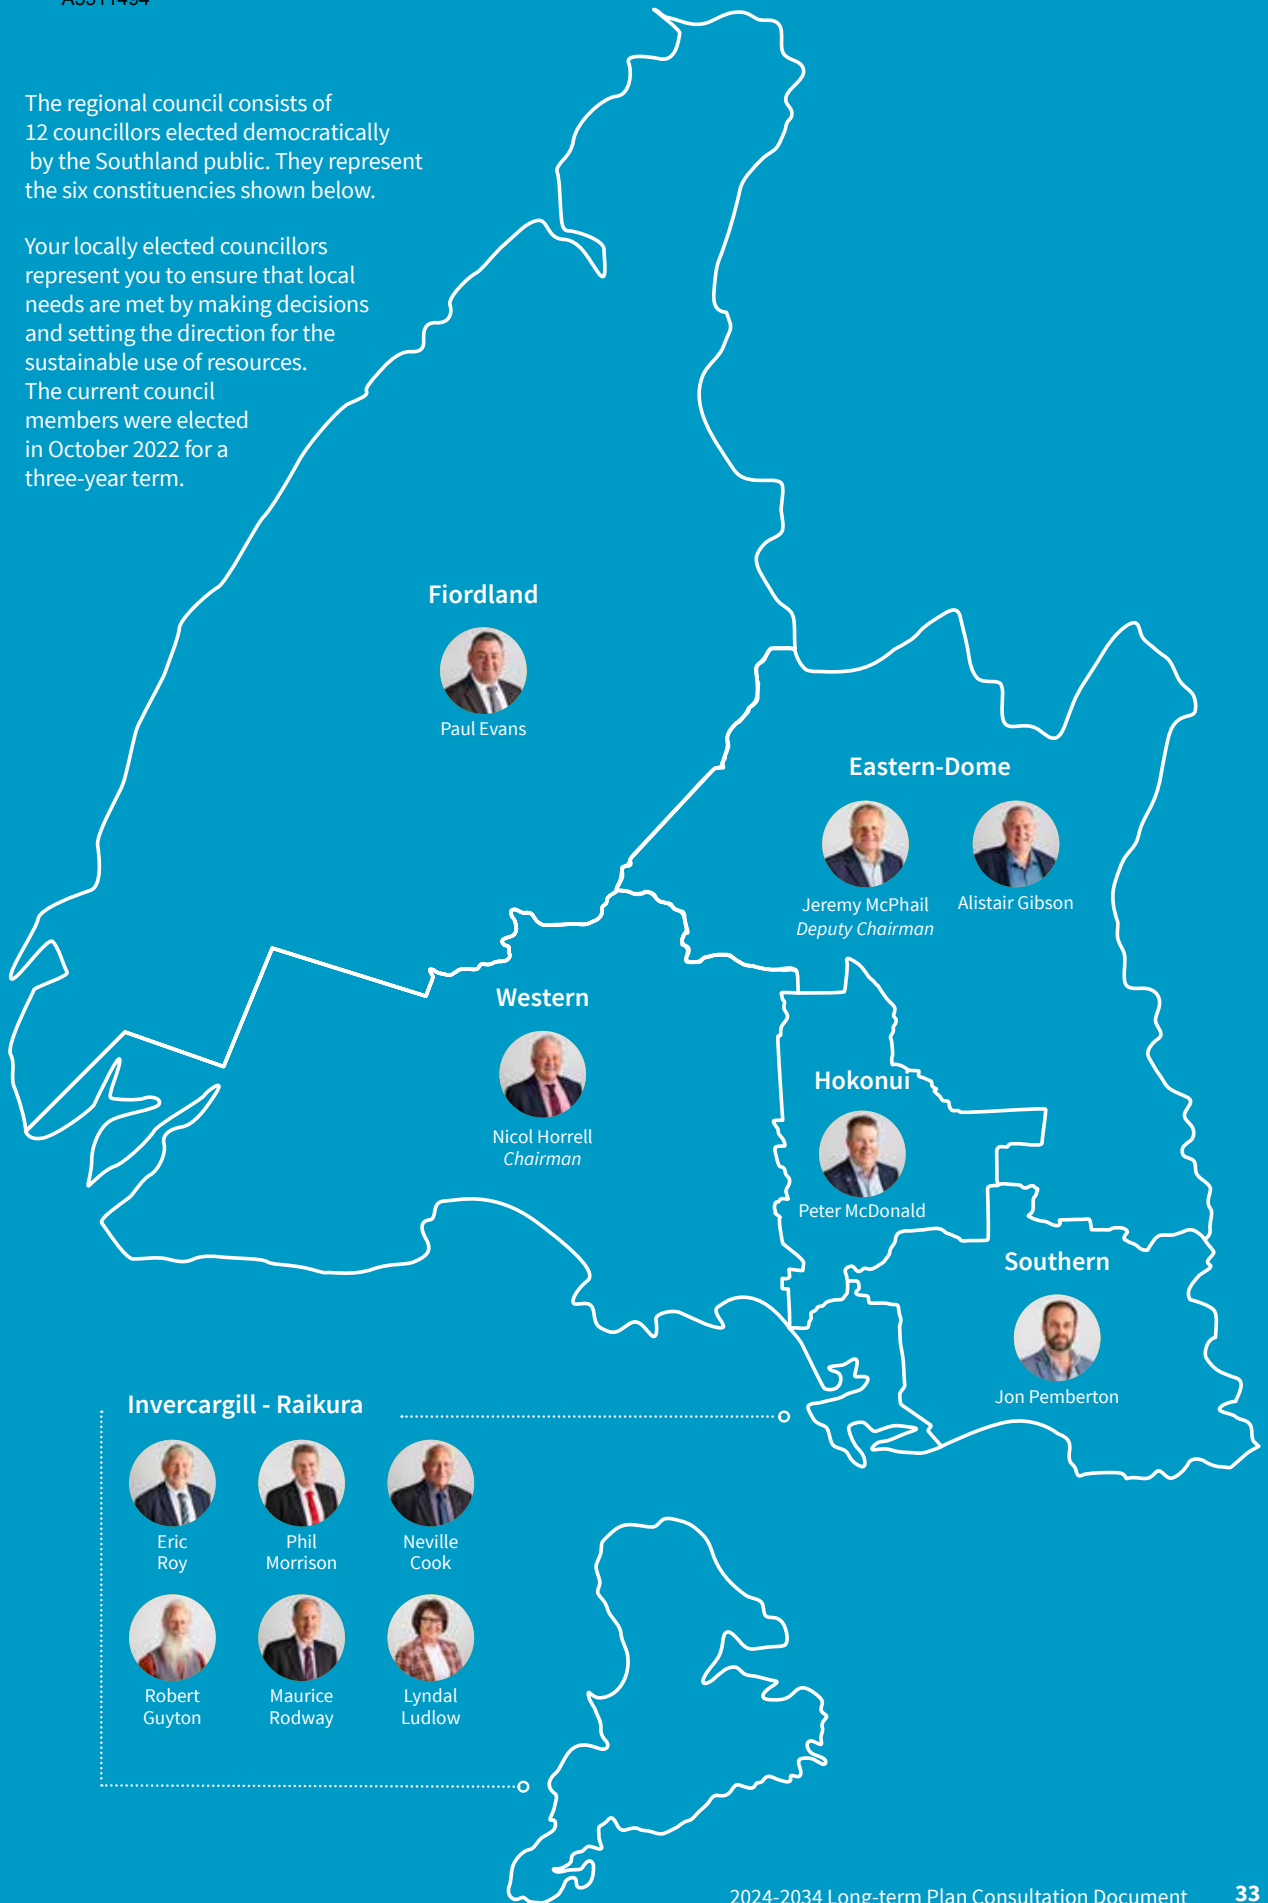 The regional council consists of
12 councillors elected democratically
by the Southland public. They represent
the six constituencies shown below.
Your locally elected councillors
represent you to ensure that local
needs are met by making decisions
and setting the direction for the
sustainable use of resources.
The current council
members were elected
in October 2022 for a
three-year term.
Fiordland
Paul Evans
Eastern-Dome
Jeremy McPhail
Deputy Chairman
Alistair Gibson
Western
Nicol Horrell
Chairman
Hokonui
Peter McDonald
Southern
Jon Pemberton
Invercargill - Raikura
Eric
Roy
Phil
Morrison
Neville
Cook
Robert
Guyton
Maurice
Rodway
Lyndal
Ludlow
2024-2034 Long-term Plan Consultation Document 33